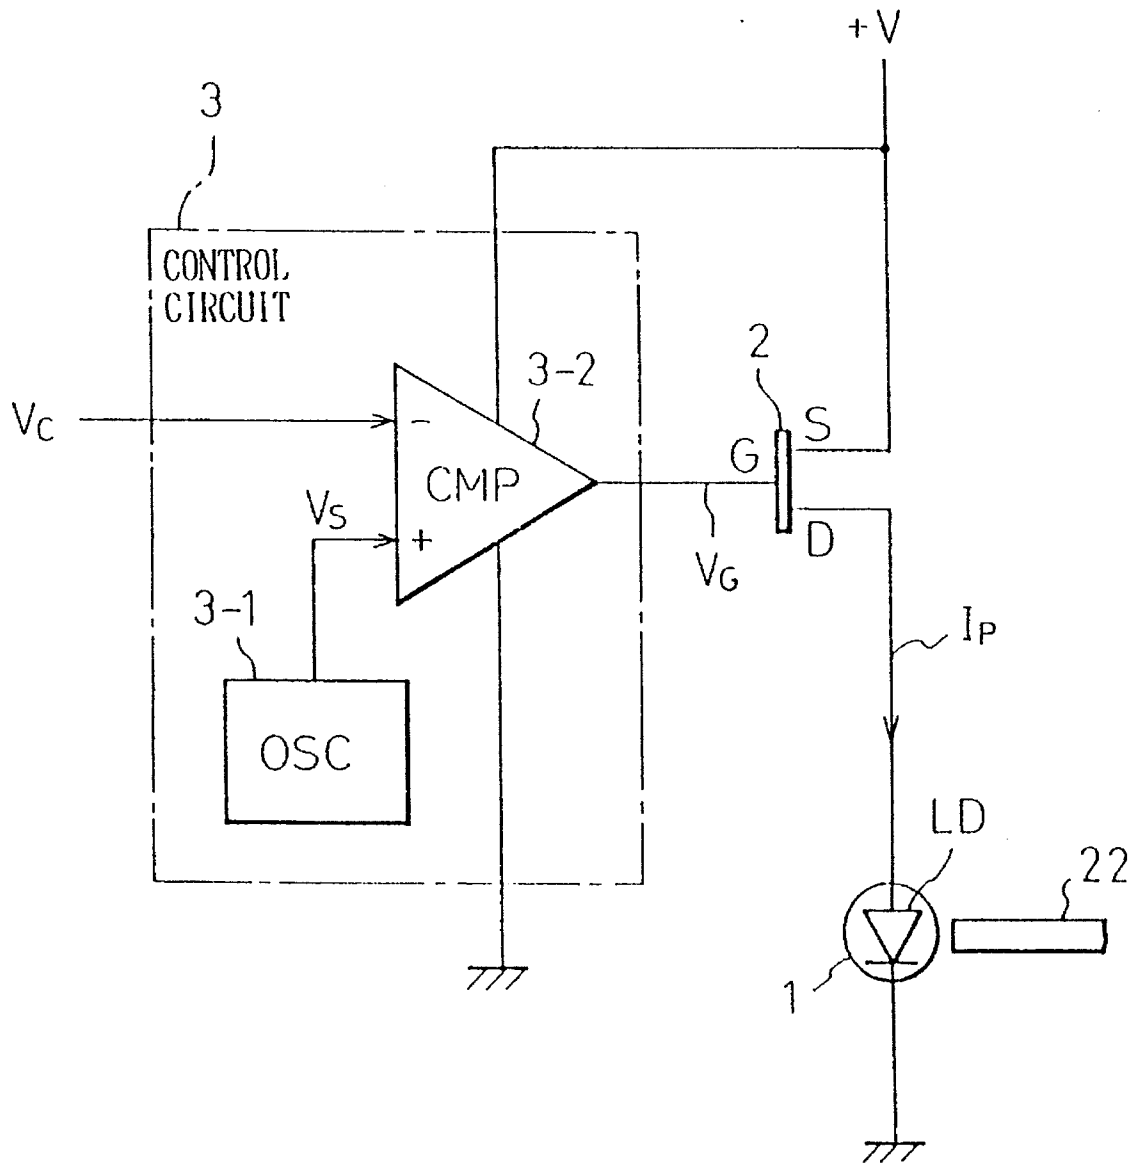 +V
3
CONTROL
CIRCUIT
2
3-2
S
VC
-
G
CMP
VS
+
D
VG
3-1
IP
OSC
LD
22
1